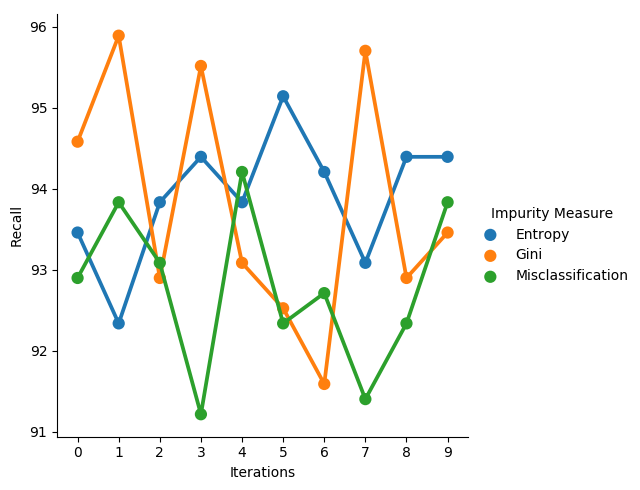 96
95
94
93
92
91
Recall
0 1 2 3 4 5 6 7 8 9
Iterations
Impurity Measure
Entropy
Gini
Misclassification